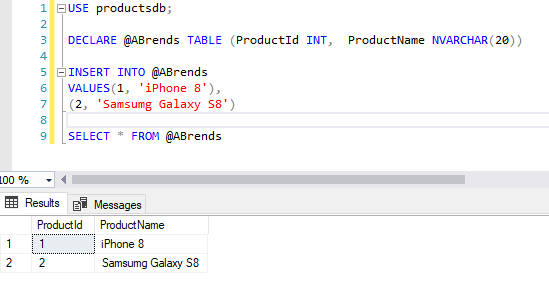 1 USE productsdb;
2
3 DECLARE @ABrends TABLE (ProductId INT,  ProductName NVARCHAR(20))
4
5 INSERT INTO @ABrends
6 VALUES(1, 'iPhone 8'),
7 (2, 'Samsumg Galaxy S8')
8
9 SELECT * FROM @ABrends
100 %
Results Messages
ProductId ProductName
1 1 iPhone 8
2 2 Samsumg Galaxy S8